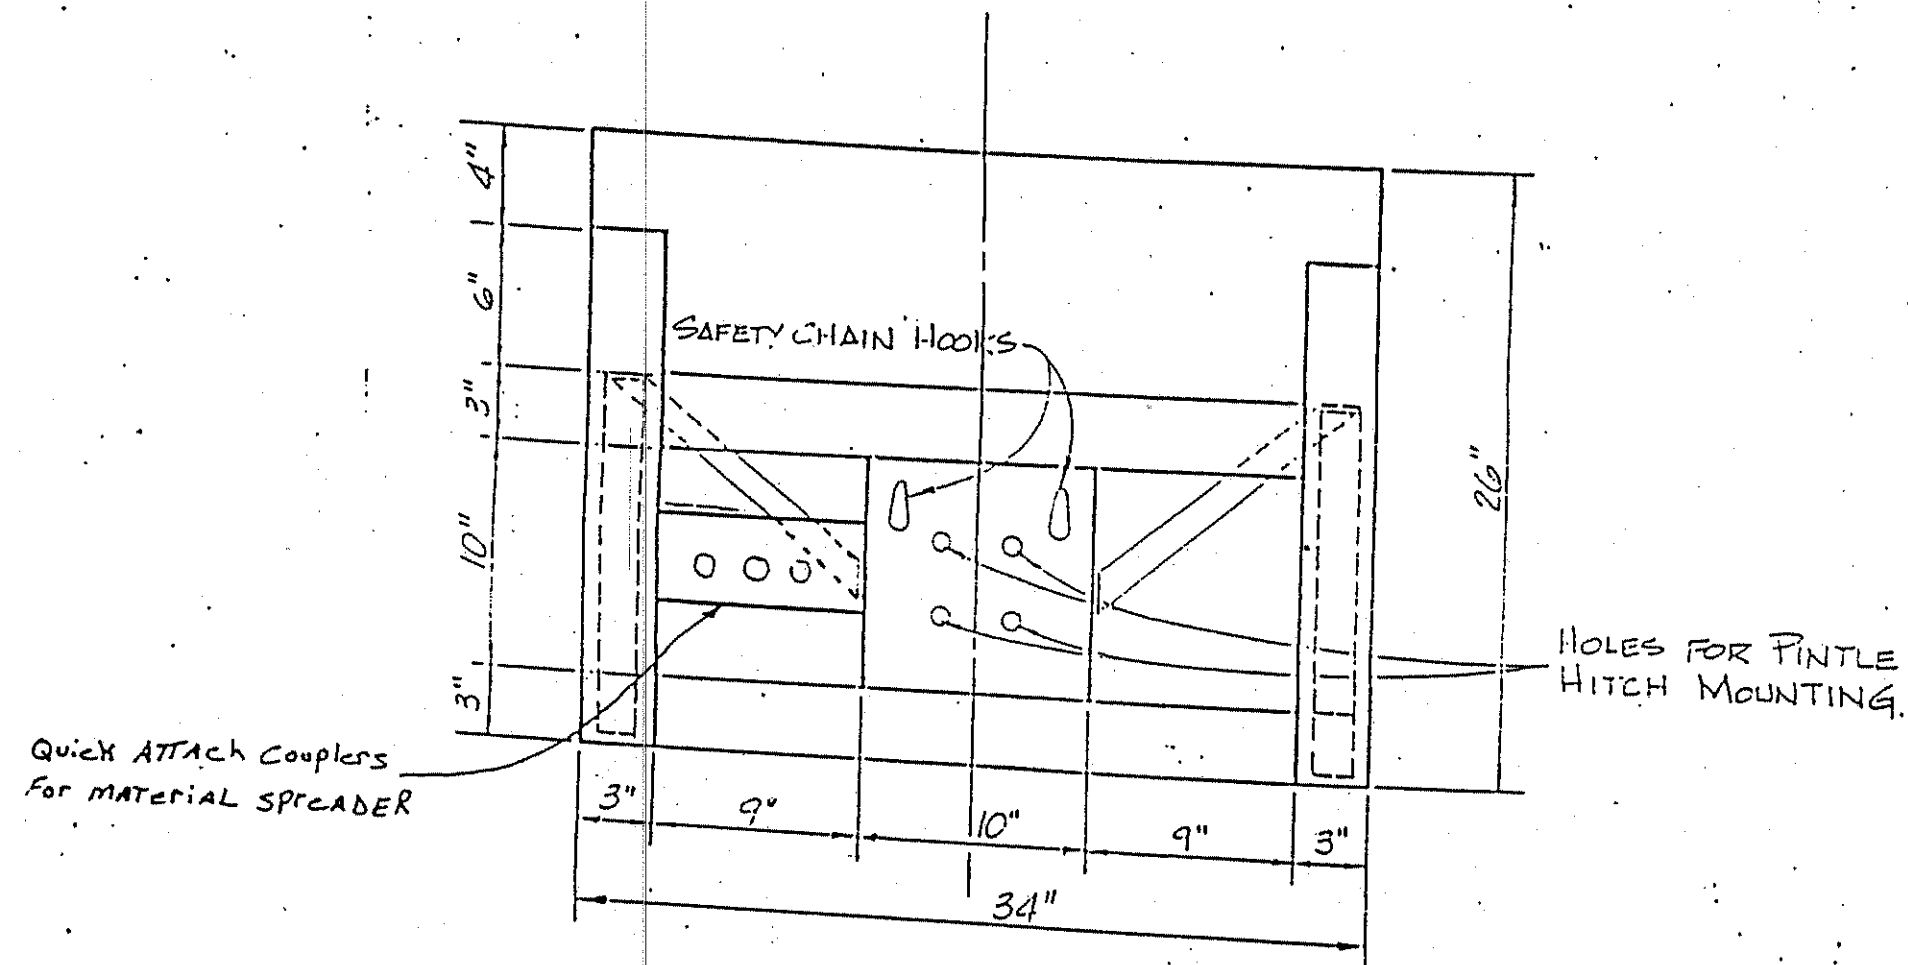 4"
6"
3"
10"
3"
26"
SAFETY CHAIN HOOKS
HOLES FOR PINTLE
HITCH MOUNTING.
Quick ATTACh Couplers
For MATEriAL SPrEADER
3"
9"
10"
9"
3"
34"